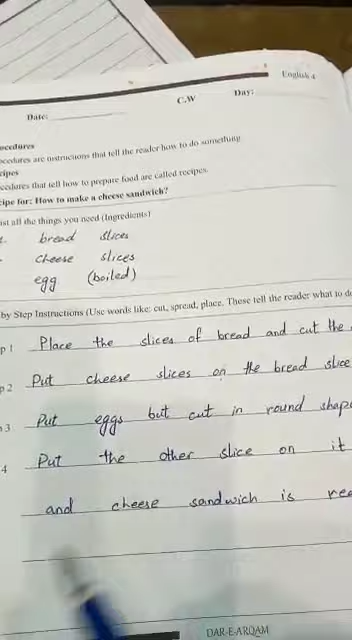 English 4
C.W Day:
Date:
ocedures
ocedures are instructions that tell the reader how to do something
cipes
ocedures that tell how to prepare food are called recipes.
cipe for: How to make a cheese sandwich?
ist all the things you need (Ingredients)
bread slices
cheese slices
egg (boiled)
by Step Instructions (Use words like: cut, spread, place. These tell the reader what to do
p 1 Place the slices of bread and cut the
p 2 Put cheese slices on the bread slice
p 3 Put eggs but cut in round shape
4 Put the other slice on it
and cheese sandwich is rea
DAR-E-ARQAM